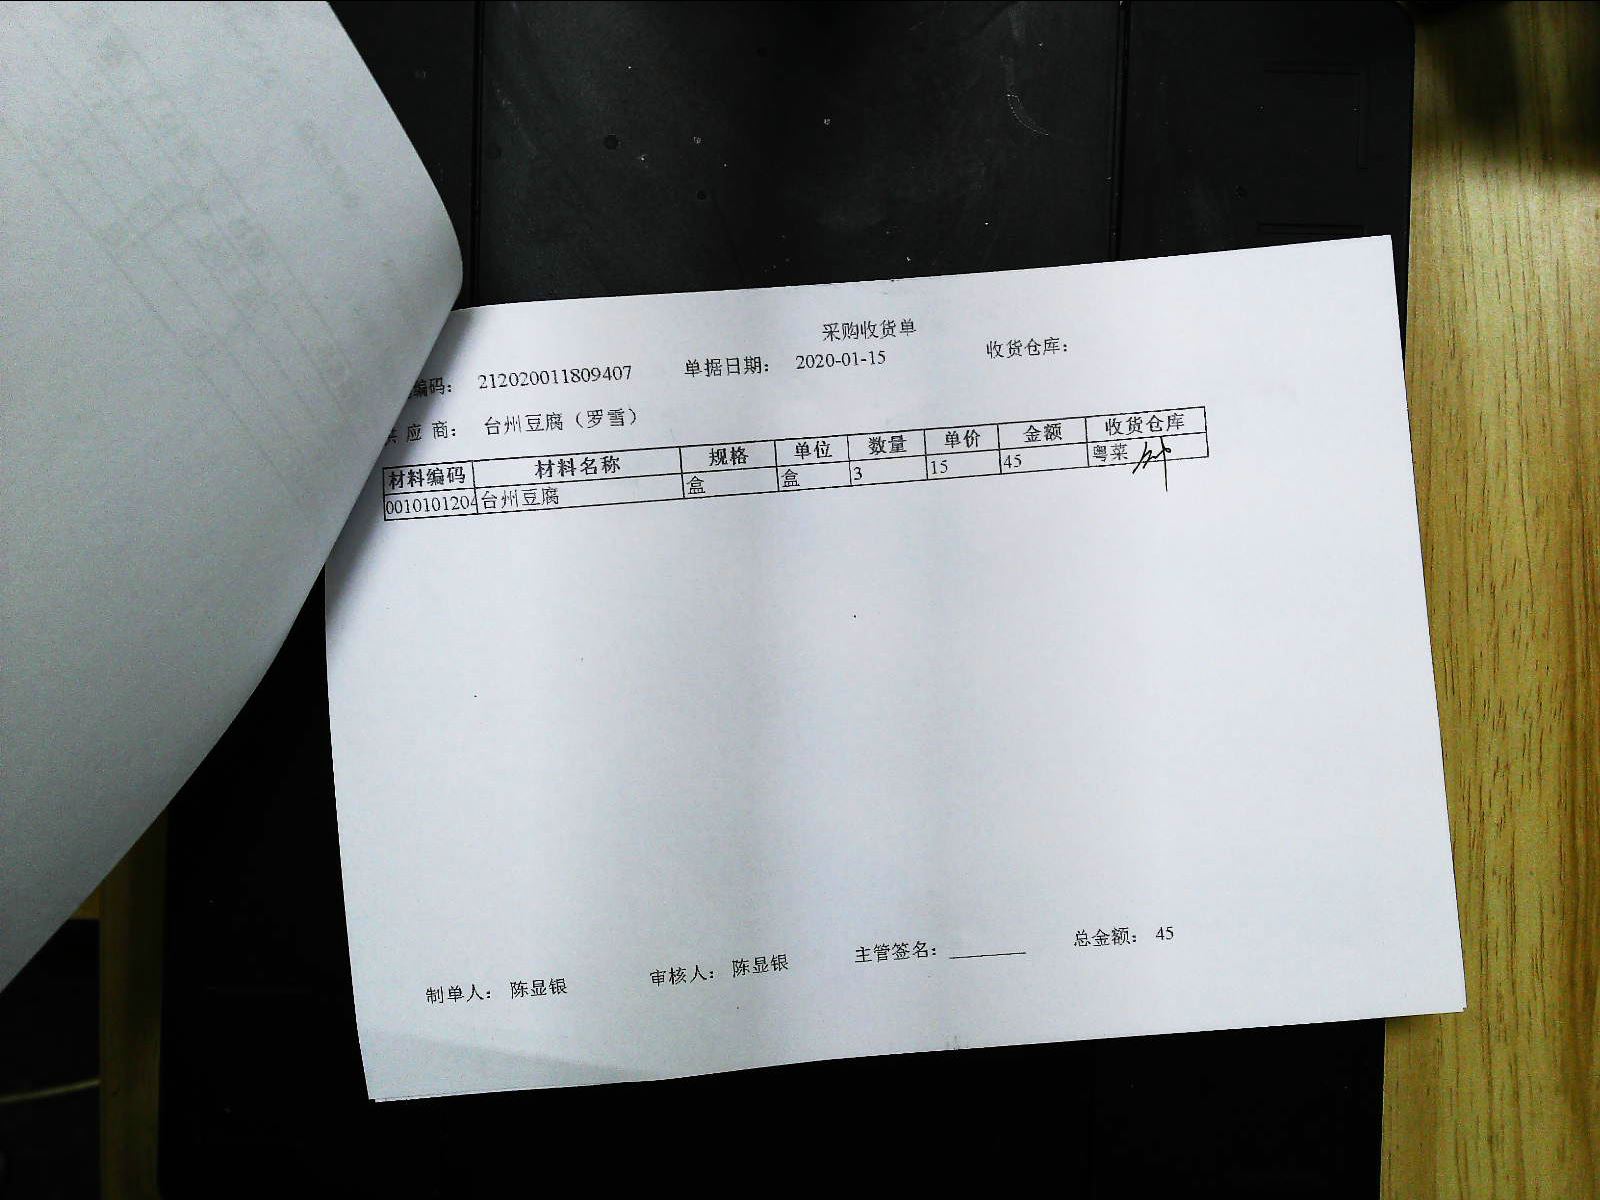 采购收货单
编码： 212020011809407 单据日期： 2020-01-15 收货仓库：
供 应 商： 台州豆腐（罗雪）
材料编码 材料名称 规格 单位 数量 单价 金额 收货仓库
0010101204 台州豆腐 盒 盒 3 15 45 粤菜
制单人： 陈显银 审核人： 陈显银 主管签名： 总金额： 45